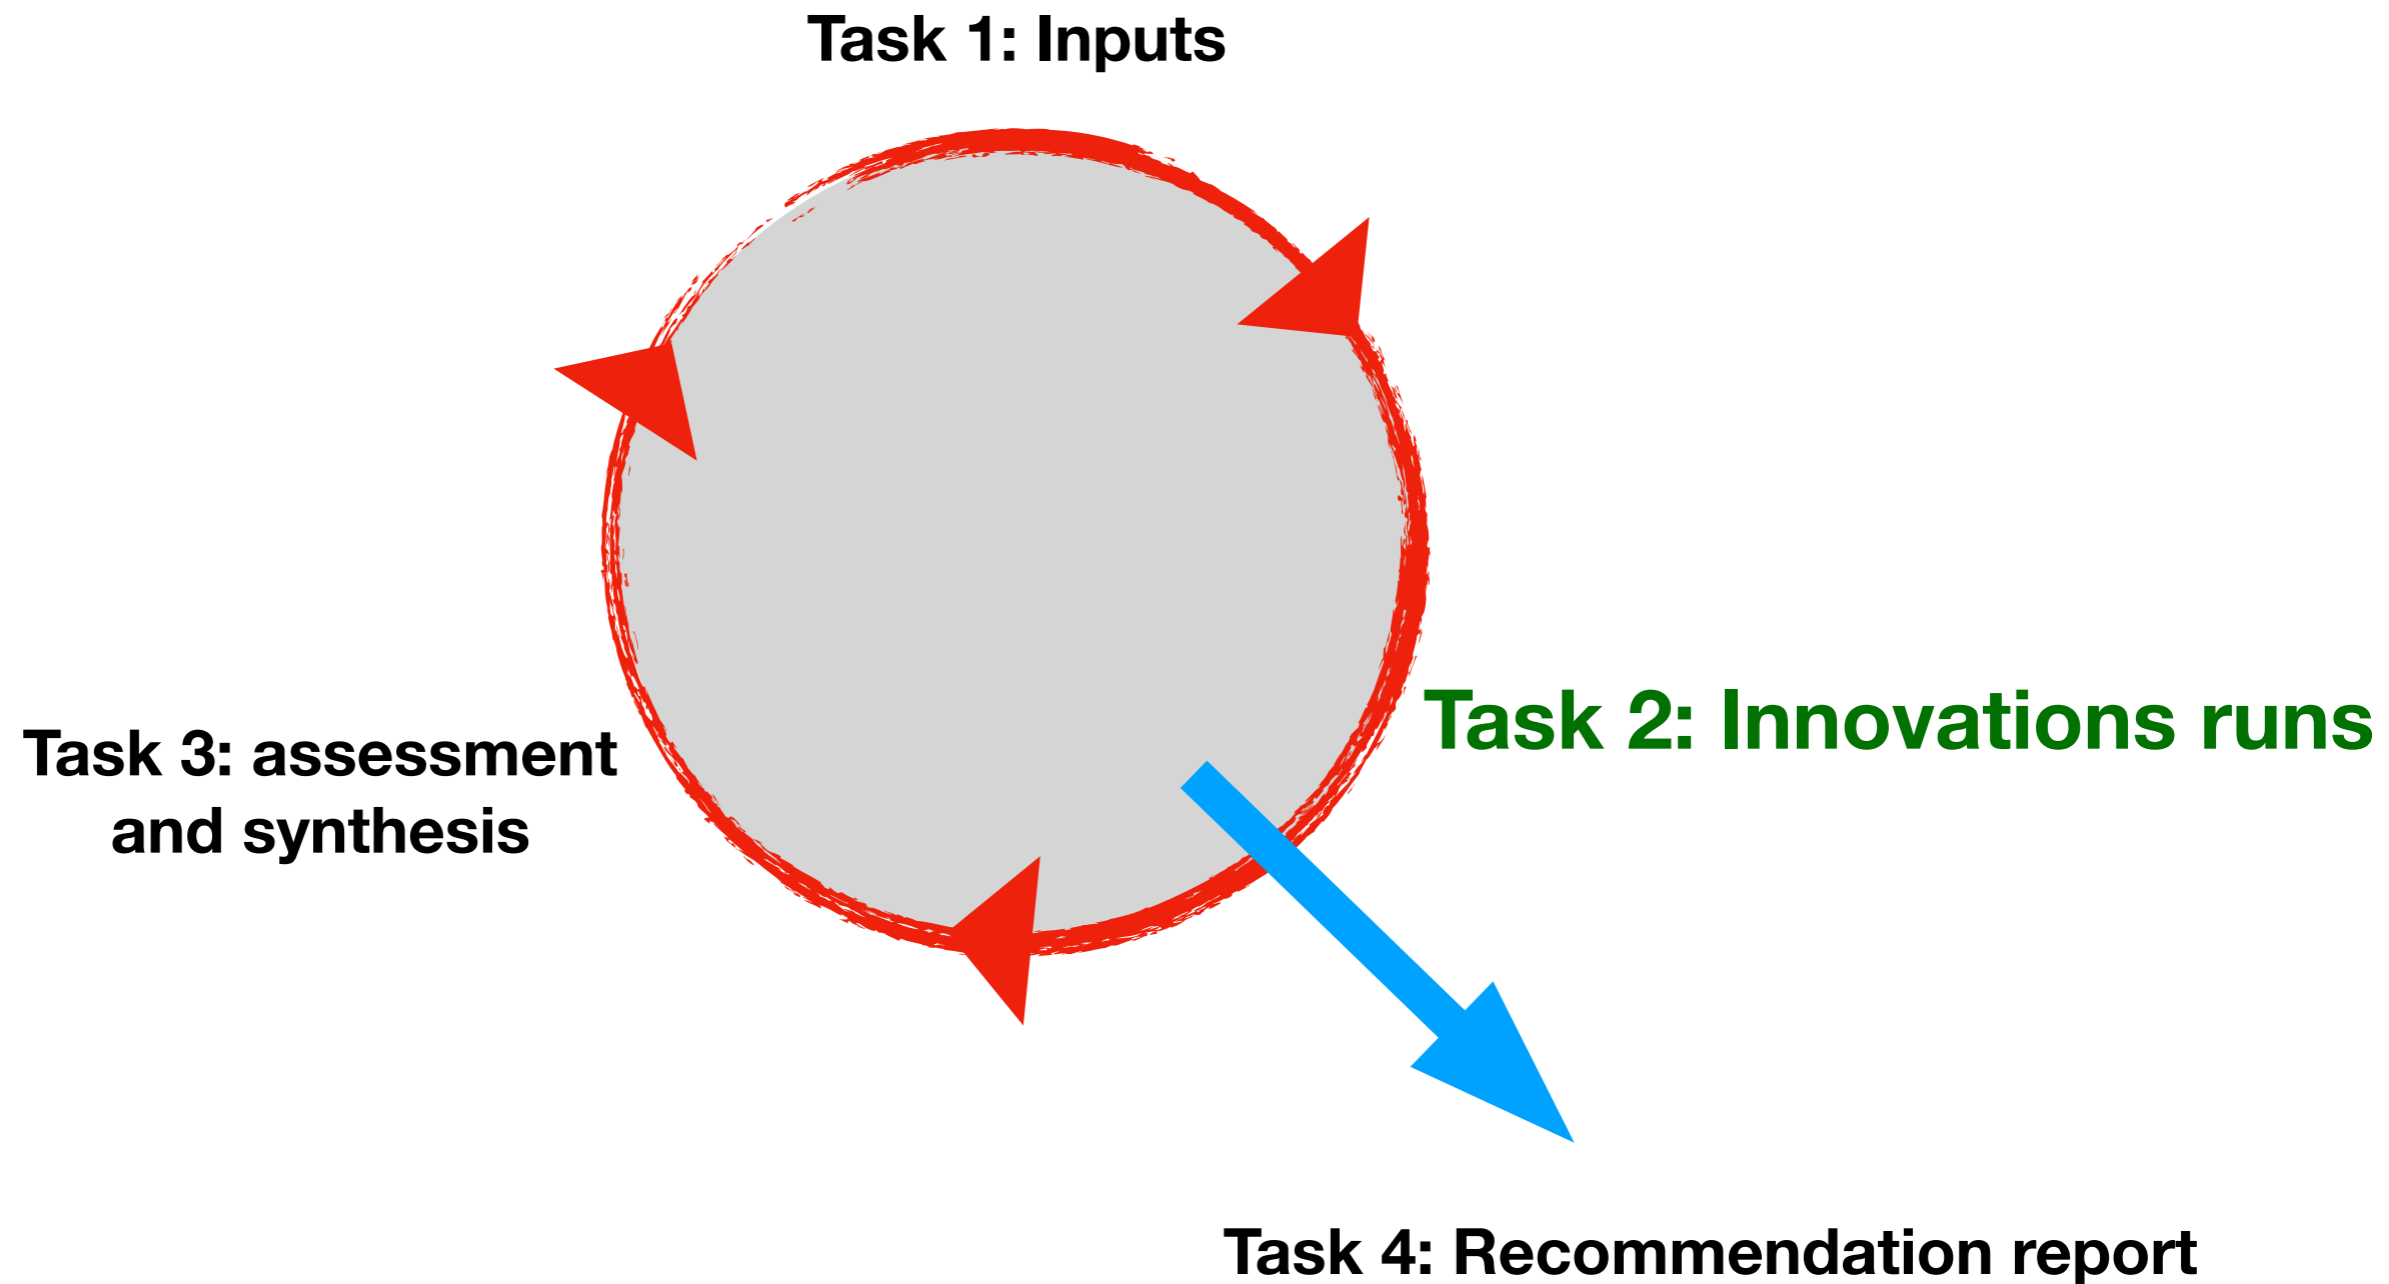 Task 1: Inputs
Task 2: Innovations runs
Task 3: assessment
and synthesis
Task 4: Recommendation report